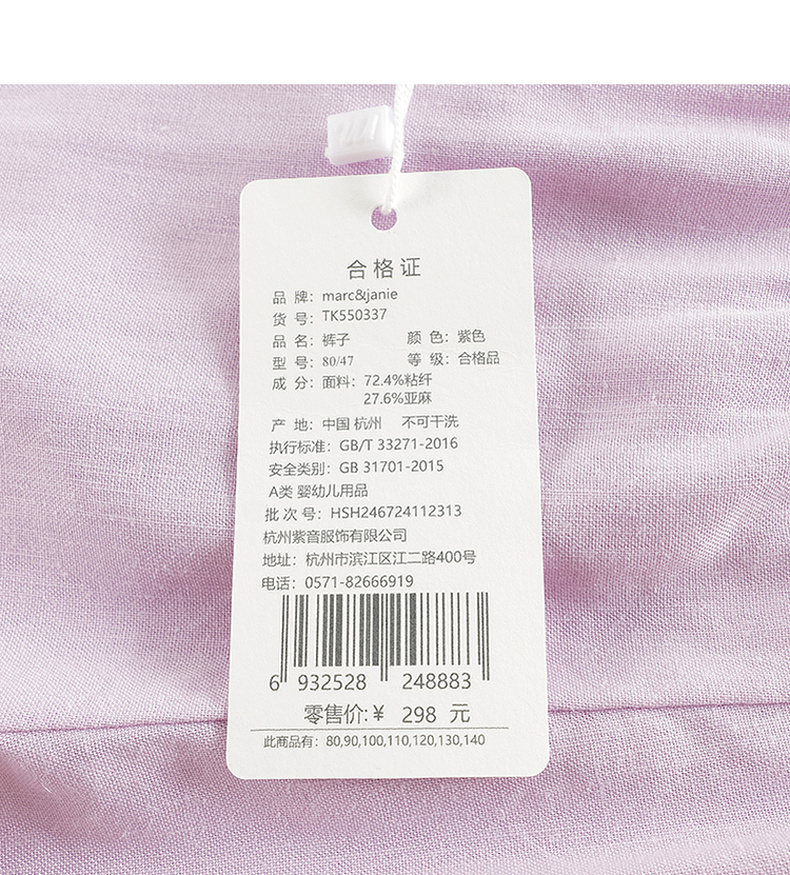 合格证
品 牌：marc&janie
货 号：TK550337
品 名：裤子 颜 色：紫色
型 号：80/47 等 级：合格品
成 分：面料：72.4%粘纤
27.6%亚麻
产 地：中国 杭州 不可干洗
执行标准：GB/T 33271-2016
安全类别：GB 31701-2015
A类 婴幼儿用品
批 次 号：HSH246724112313
杭州紫音服饰有限公司
地址：杭州市滨江区江二路400号
电话：0571-82666919
6 932528 248883
零售价:¥ 298 元
此商品有：80,90,100,110,120,130,140